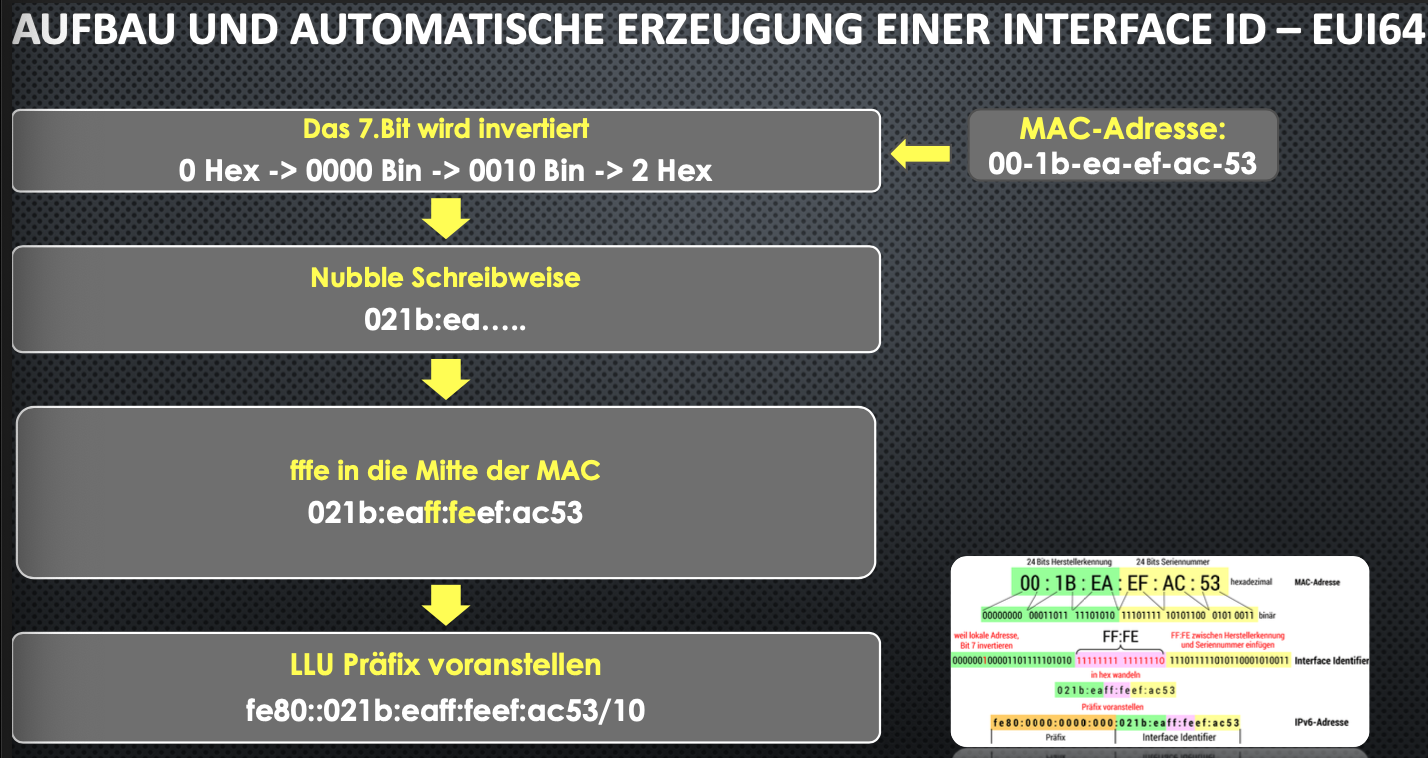 AUFBAU UND AUTOMATISCHE ERZEUGUNG EINER INTERFACE ID – EUI64
Das 7.Bit wird invertiert
0 Hex -> 0000 Bin -> 0010 Bin -> 2 Hex
MAC-Adresse:
00-1b-ea-ef-ac-53
Nubble Schreibweise
021b:ea…..
fffe in die Mitte der MAC
021b:eaff:feef:ac53
LLU Präfix voranstellen
fe80::021b:eaff:feef:ac53/10
24 Bits Herstellerkennung 24 Bits Seriennummer
00 : 1B : EA : EF : AC : 53 hexadezimal MAC-Adresse
00000000 00011011 11101010 11101111 10101100 0101 0011 binär
weil lokale Adresse,
Bit 7 invertieren
FF:FE
FF:FE zwischen Herstellerkennung
und Seriennummer einfügen
000000100001101111101010 11111111 11111110 111011111010110001010011 Interface Identifier
in hex wandeln
021b:eaff:feef:ac53
Präfix voranstellen
fe80:0000:0000:000:021b:eaff:feef:ac53 IPv6-Adresse
Präfix Interface Identifier